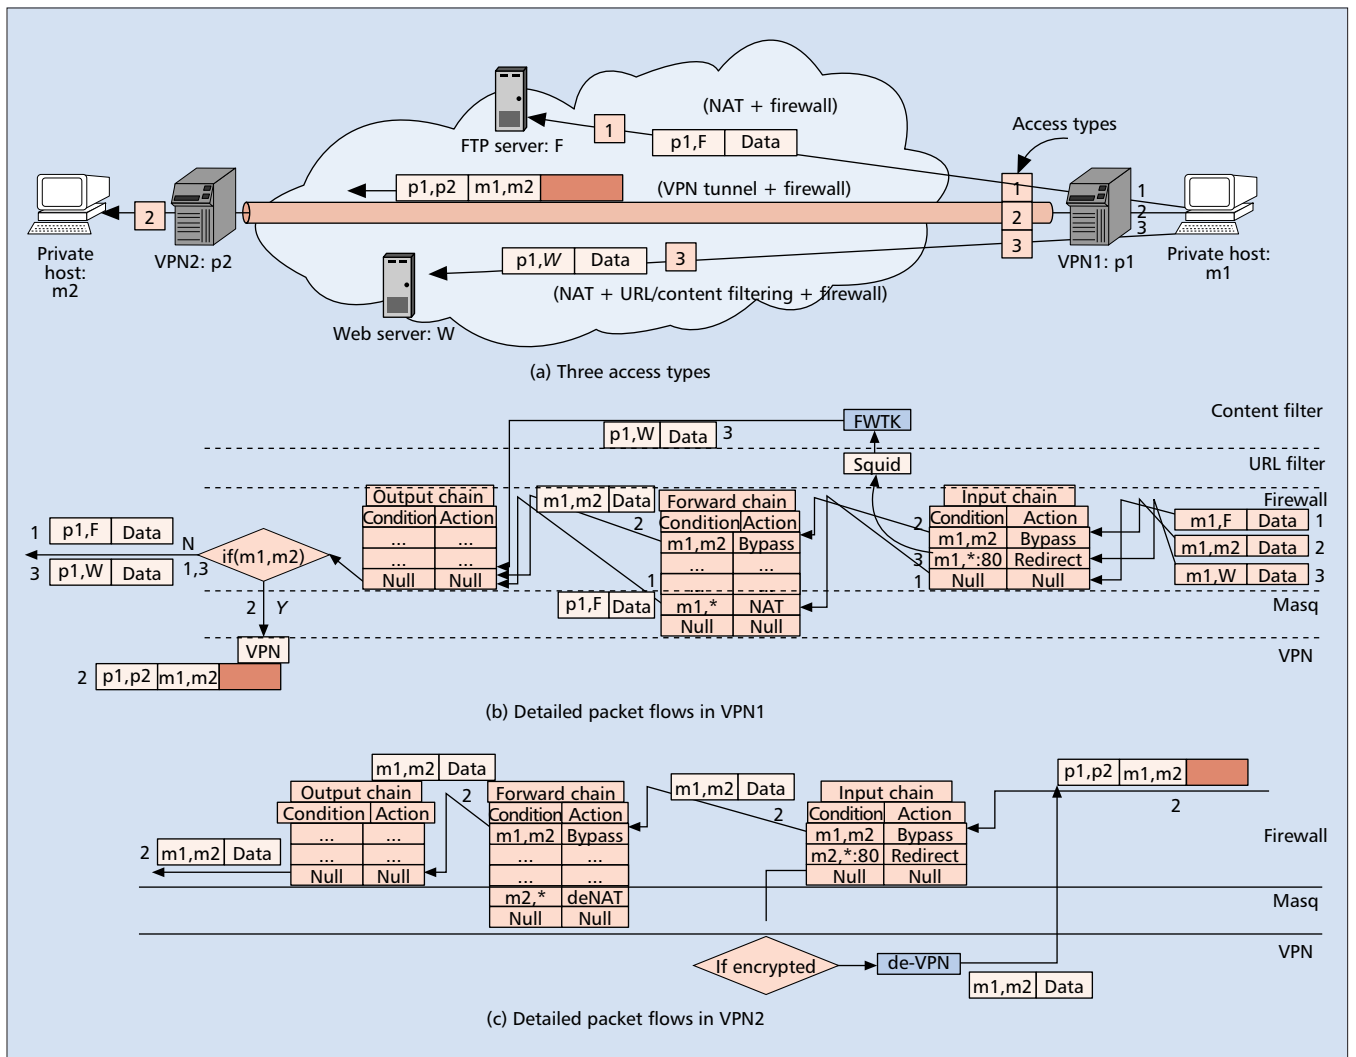 (NAT + firewall)
Access types
1
FTP server: F
p1,F Data
p1,p2 m1,m2
(VPN tunnel + firewall)
1
1
2
2
2
3
3
Private
host:
m2
VPN2: p2
VPN1: p1
Private host:
m1
p1,W Data
3
(NAT + URL/content filtering + firewall)
Web server: W
(a) Three access types
Content filter
FWTK
p1,W Data 3
URL filter
Squid
Firewall
Output chain
Condition Action
... ...
... ...
Null Null
m1,m2 Data
2
Forward chain
Condition Action
m1,m2 Bypass
... ...
... ...
m1,* NAT
Null Null
1
p1,F Data
Input chain
Condition Action
m1,m2 Bypass
m1,*:80 Redirect
Null Null
2
3
1
m1,F Data 1
m1,m2 Data 2
m1,W Data 3
1 p1,F Data
N
if(m1,m2)
3 p1,W Data
1,3
2 Y
Masq
VPN
VPN
2 p1,p2 m1,m2
(b) Detailed packet flows in VPN1
m1,m2 Data
2
Output chain
Condition Action
... ...
... ...
Null Null
Forward chain
Condition Action
m1,m2 Bypass
... ...
... ...
m2,* deNAT
Null Null
m1,m2 Data
2
Input chain
Condition Action
m1,m2 Bypass
m2,*:80 Redirect
Null Null
p1,p2 m1,m2
2
Firewall
2 m1,m2 Data
Masq
VPN
If encrypted
de-VPN
m1,m2 Data
(c) Detailed packet flows in VPN2